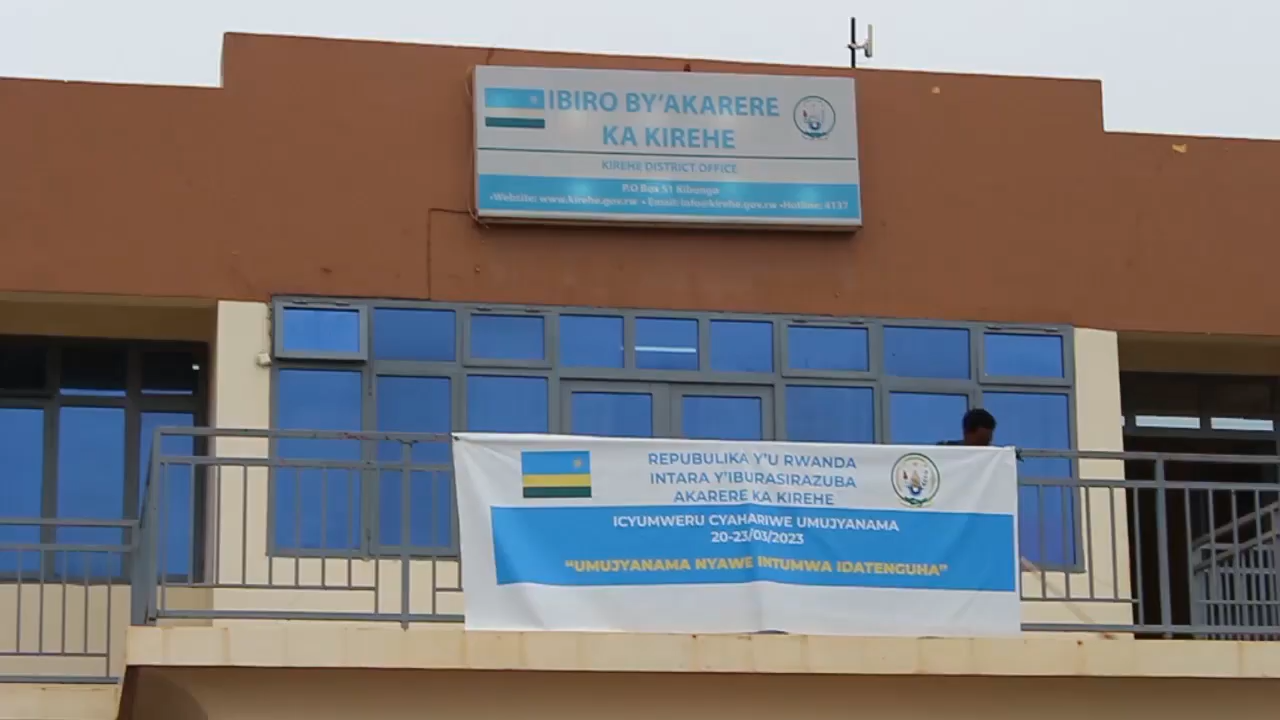 IBIRO BY'AKARERE
KA KIREHE
KIREHE DISTRICT OFFICE
P.O Box 51 Kibungo
•Website: www.kirehe.gov.rw •Email: info@kirehe.gov.rw •Hotline: 4137
REPUBULIKA Y'U RWANDA
INTARA Y'IBURASIRAZUBA
AKARERE KA KIREHE
ICYUMWERU CYAHARIWE UMUJYANAMA
20-23/03/2023
"UMUJYANAMA NYAWE INTUMWA IDATENGUHA"